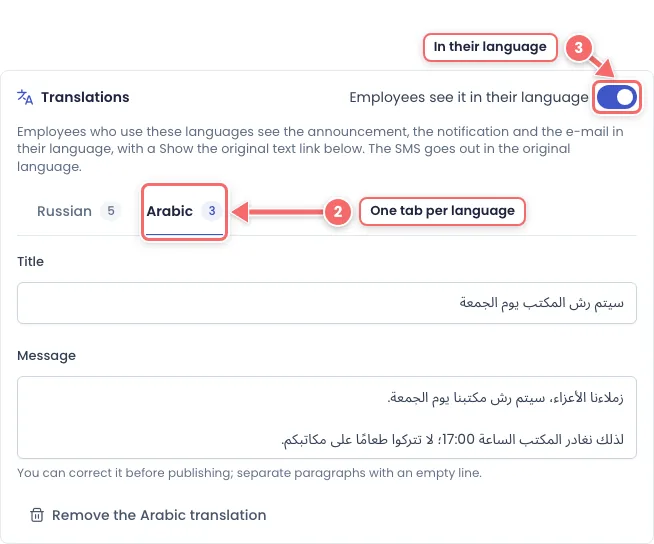 In their language
3
Translations
Employees see it in their language
Employees who use these languages see the announcement, the notification and the e-mail in
their language, with a Show the original text link below. The SMS goes out in the original
language.
Russian 5
Arabic 3
2
One tab per language
Title
سيتم رش المكتب يوم الجمعة
Message
زملاءنا الأعزاء، سيتم رش مكتبنا يوم الجمعة.
لذلك نغادر المكتب الساعة 17:00؛ لا تتركوا طعامًا على مكاتبكم.
You can correct it before publishing; separate paragraphs with an empty line.
Remove the Arabic translation